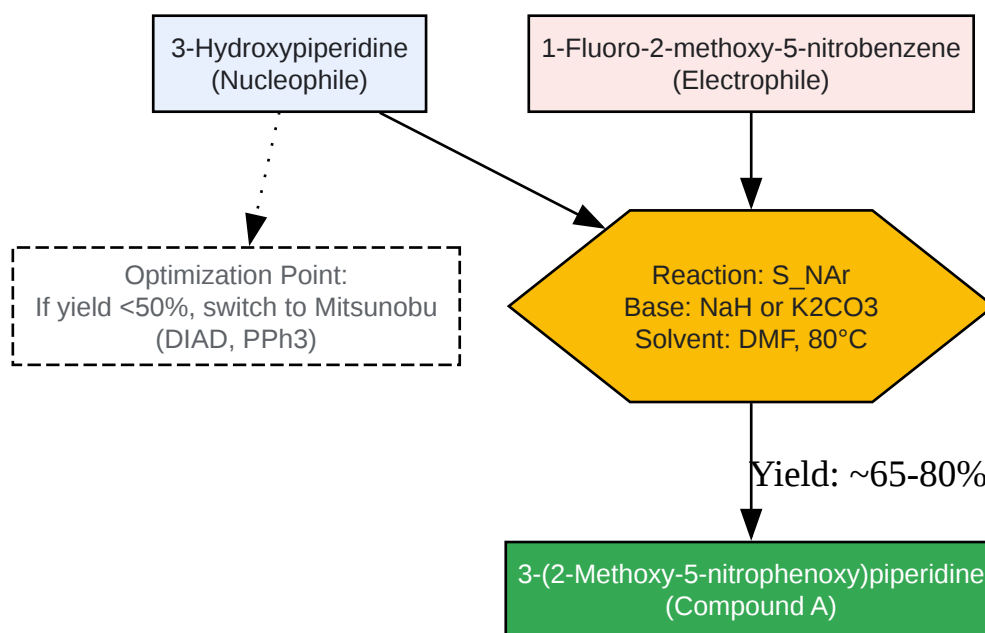 3-Hydroxypiperidine
(Nucleophile)
1-Fluoro-2-methoxy-5-nitrobenzene
(Electrophile)
Optimization Point:
If yield <50%, switch to Mitsunobu
(DIAD, PPh3)
Reaction: S_NAr
Base: NaH or K2CO3
Solvent: DMF, 80°C
Yield: ~65-80%
3-(2-Methoxy-5-nitrophenoxy)piperidine
(Compound A)